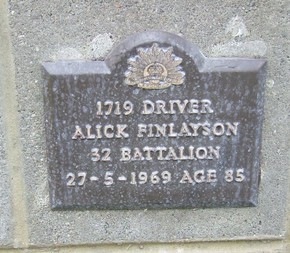 1719 DRIVER
ALICK FINLAYSON
32 BATTALION
27-5-1969 AGE 85